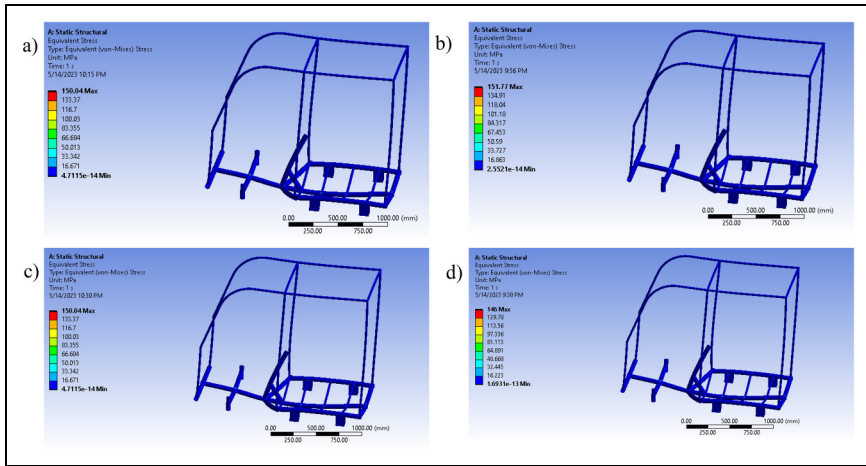 a)
A: Static Structural
Equivalent Stress
Type: Equivalent (von-Mises) Stress
Unit: MPa
Time: 1 s
5/14/2023 10:15 PM
150.04 Max
133.37
116.7
100.03
83.355
66.684
50.013
33.342
16.671
4.7115e-14 Min
0.00 500.00 1000.00 (mm)
250.00 750.00
b)
A: Static Structural
Equivalent Stress
Type: Equivalent (von-Mises) Stress
Unit: MPa
Time: 1 s
5/14/2023 9:56 PM
151.77 Max
134.91
118.04
101.18
84.317
67.453
50.59
33.727
16.863
2.5521e-14 Min
0.00 500.00 1000.00 (mm)
250.00 750.00
c)
A: Static Structural
Equivalent Stress
Type: Equivalent (von-Mises) Stress
Unit: MPa
Time: 1 s
5/14/2023 10:30 PM
150.04 Max
133.37
116.7
100.03
83.355
66.684
50.013
33.342
16.671
4.7115e-14 Min
0.00 500.00 1000.00 (mm)
250.00 750.00
d)
A: Static Structural
Equivalent Stress
Type: Equivalent (von-Mises) Stress
Unit: MPa
Time: 1 s
5/14/2023 9:38 PM
146 Max
129.78
113.56
97.336
81.113
64.891
48.668
32.445
16.223
1.6931e-13 Min
0.00 500.00 1000.00 (mm)
250.00 750.00